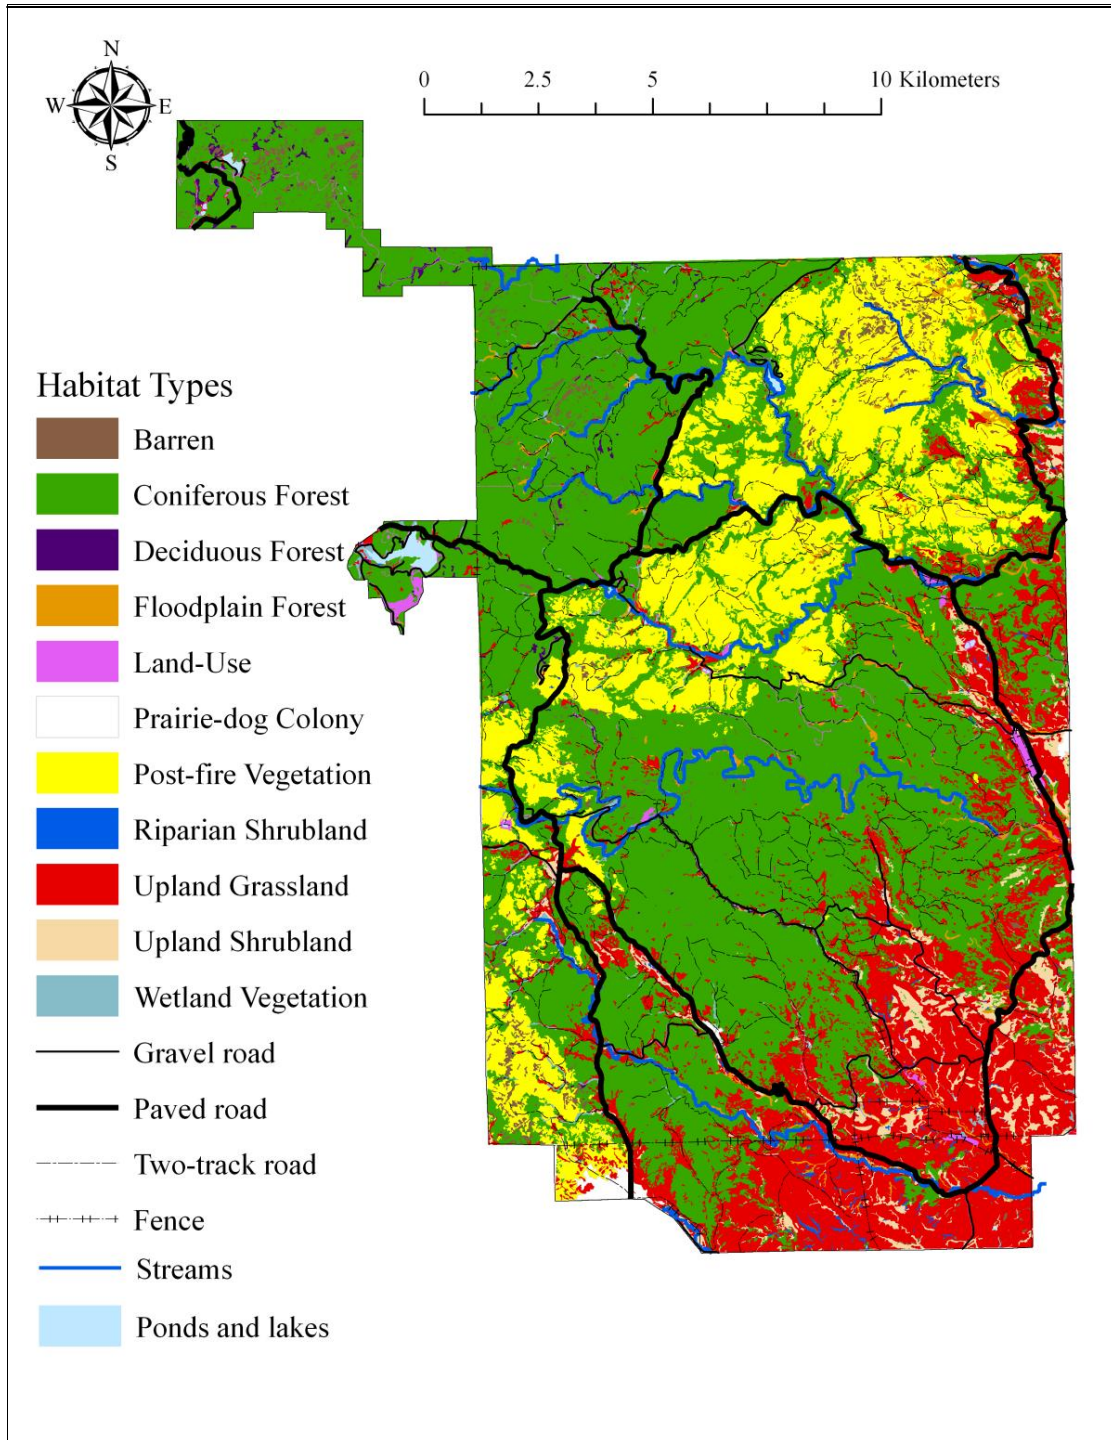 N
W E
S
0 2.5 5 10 Kilometers
Habitat Types
Barren
Coniferous Forest
Deciduous Forest
Floodplain Forest
Land-Use
Prairie-dog Colony
Post-fire Vegetation
Riparian Shrubland
Upland Grassland
Upland Shrubland
Wetland Vegetation
Gravel road
Paved road
Two-track road
Fence
Streams
Ponds and lakes